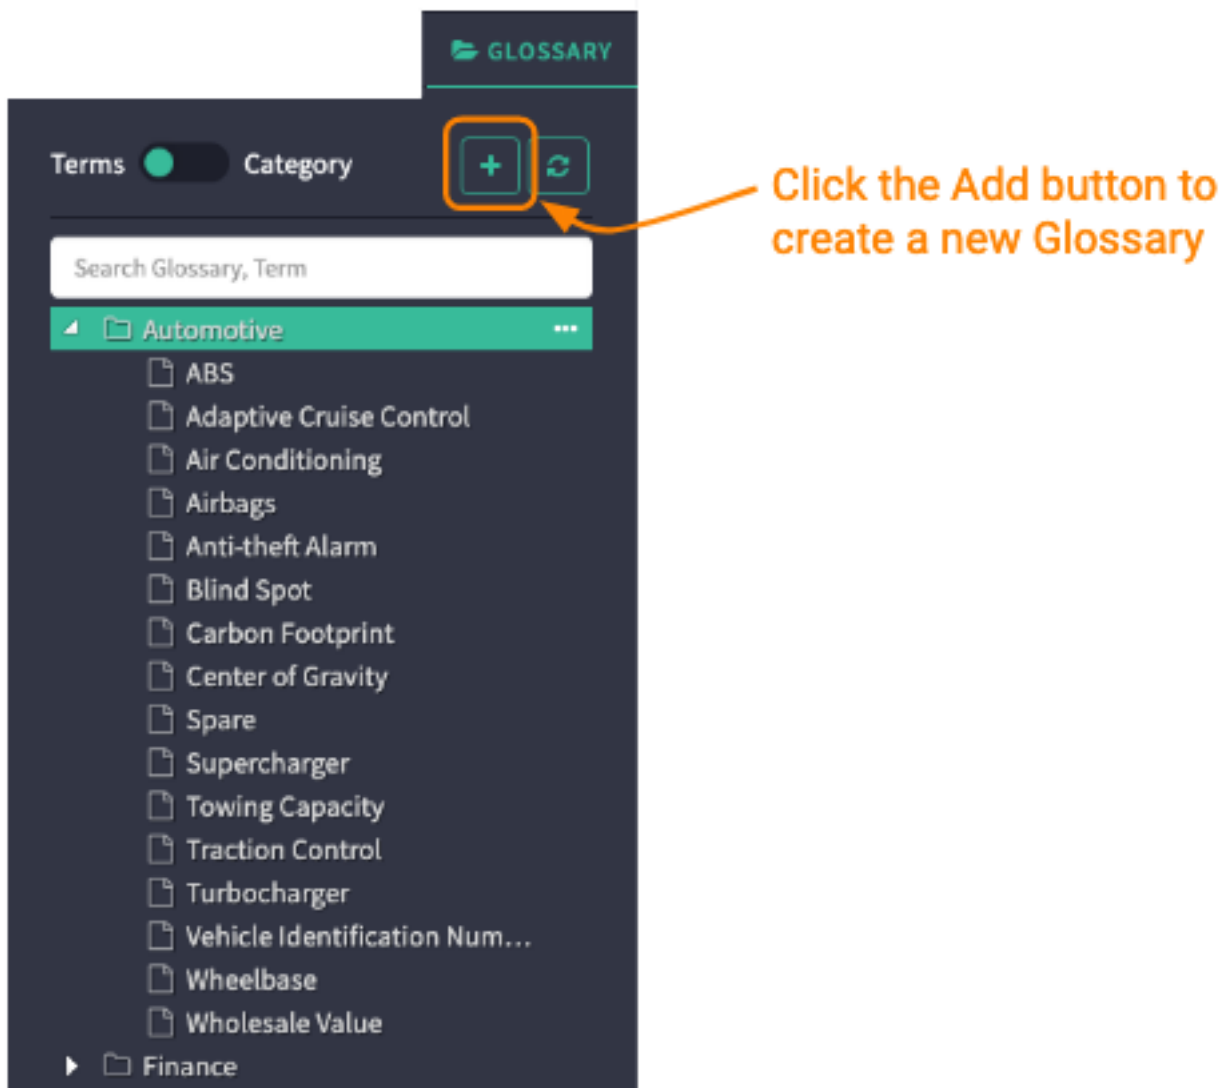 GLOSSARY
Terms Category
Click the Add button to
create a new Glossary
Search Glossary, Term
Automotive
ABS
Adaptive Cruise Control
Air Conditioning
Airbags
Anti-theft Alarm
Blind Spot
Carbon Footprint
Center of Gravity
Spare
Supercharger
Towing Capacity
Traction Control
Turbocharger
Vehicle Identification Num...
Wheelbase
Wholesale Value
Finance